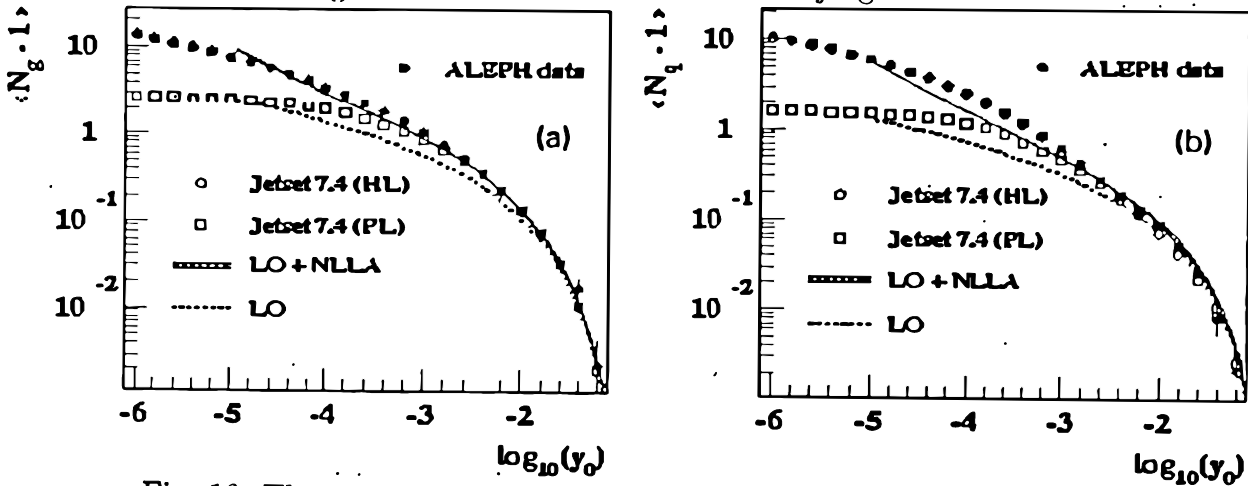 ⟨N_g - 1⟩
10
1
10^-1
10^-2
ALEPH data
(a)
Jetset 7.4 (HL)
Jetset 7.4 (PL)
LO + NLLA
LO
-6 -5 -4 -3 -2
log10(y0)
⟨N_q - 1⟩
10
1
10^-1
10^-2
ALEPH data
(b)
Jetset 7.4 (HL)
Jetset 7.4 (PL)
LO + NLLA
LO
-6 -5 -4 -3 -2
log10(y0)